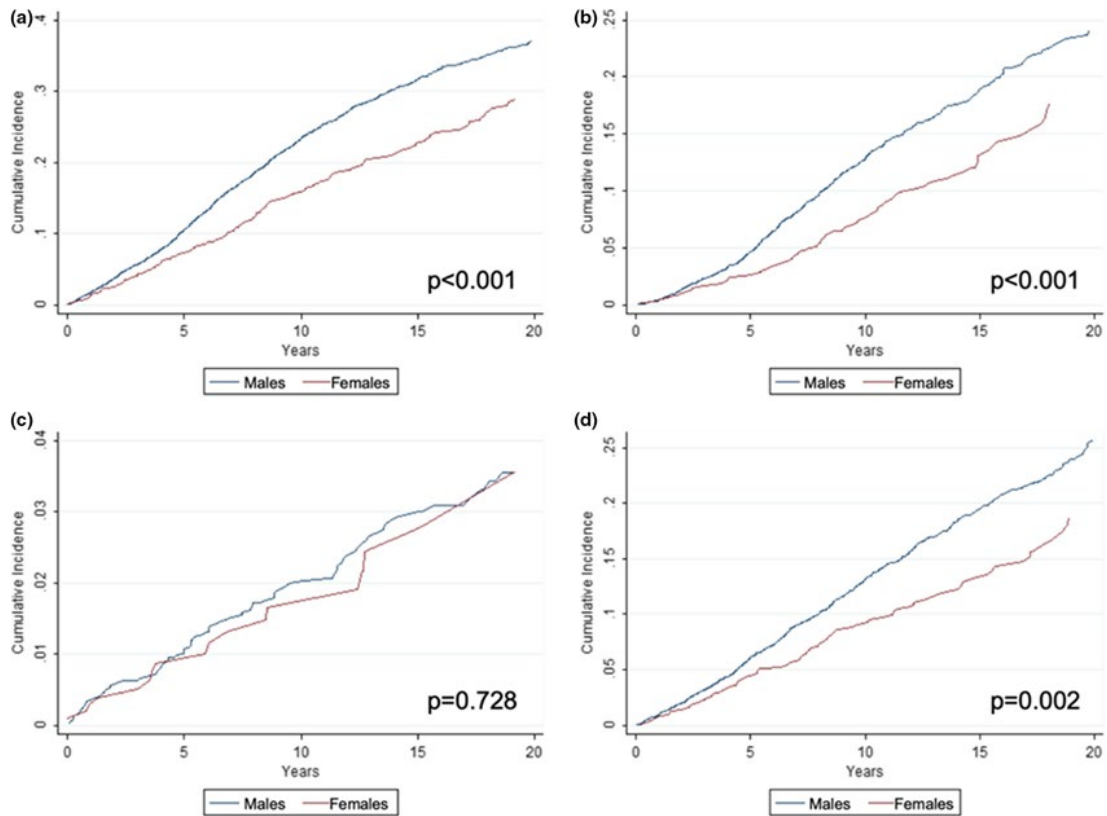 (a)
Cumulative Incidence
.4
.3
.2
.1
0
p<0.001
0 5 10 15 20
Years
Males Females
(b)
Cumulative Incidence
.25
.2
.15
.1
.05
0
p<0.001
0 5 10 15 20
Years
Males Females
(c)
Cumulative Incidence
.04
.03
.02
.01
0
p=0.728
0 5 10 15 20
Years
Males Females
(d)
Cumulative Incidence
.25
.2
.15
.1
.05
0
p=0.002
0 5 10 15 20
Years
Males Females